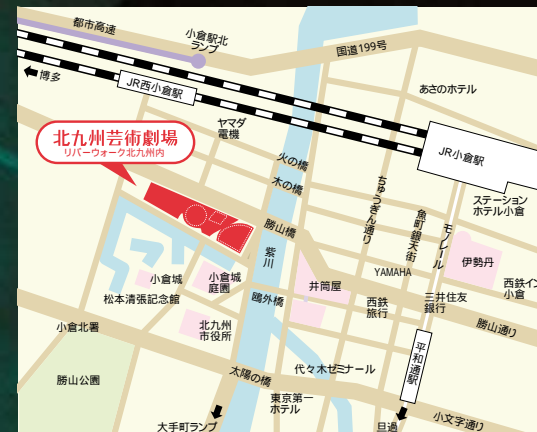 都市高速
小倉駅北
ランプ
国道199号
博多
JR西小倉駅
あさのホテル
ヤマダ
電機
JR小倉駅
北九州芸術劇場
リバーウォーク北九州内
火の橋
木の橋
ちゅうぎん通り
魚町銀天街
モノレール
ステーション
ホテル小倉
勝山橋
紫川
伊勢丹
YAMAHA
小倉城
小倉城
庭園
井筒屋
西鉄イン
小倉
松本清張記念館
鴎外橋
西鉄
旅行
三井住友
銀行
小倉北署
北九州
市役所
勝山通り
平和通駅
勝山公園
太陽の橋
代々木ゼミナール
東京第一
ホテル
大手町ランプ
旦過
小文字通り